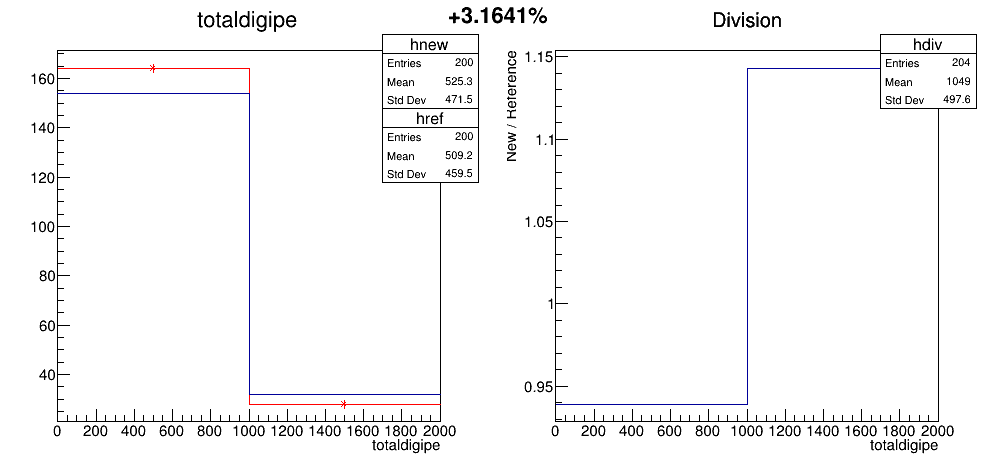 +3.1641%
totaldigipe
hnew
Entries 200
Mean 525.3
Std Dev 471.5
href
Entries 200
Mean 509.2
Std Dev 459.5
160
140
120
100
80
60
40
0 200 400 600 800 1000 1200 1400 1600 1800 2000
totaldigipe
Division
hdiv
Entries 204
Mean 1049
Std Dev 497.6
New / Reference
1.15
1.1
1.05
1
0.95
0 200 400 600 800 1000 1200 1400 1600 1800 2000
totaldigipe